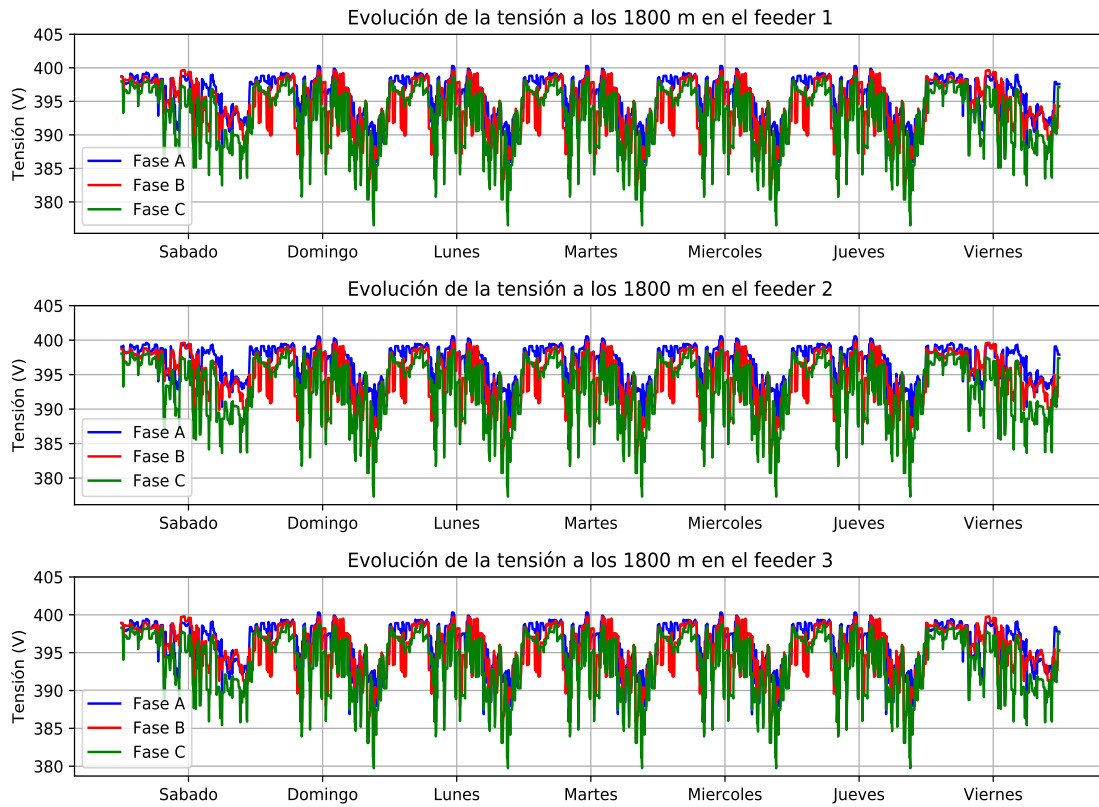 Evolución de la tensión a los 1800 m en el feeder 1
405
400
395
390
385
380
Tensión (V)
Fase A
Fase B
Fase C
Sabado Domingo Lunes Martes Miercoles Jueves Viernes
Evolución de la tensión a los 1800 m en el feeder 2
405
400
395
390
385
380
Tensión (V)
Fase A
Fase B
Fase C
Sabado Domingo Lunes Martes Miercoles Jueves Viernes
Evolución de la tensión a los 1800 m en el feeder 3
405
400
395
390
385
380
Tensión (V)
Fase A
Fase B
Fase C
Sabado Domingo Lunes Martes Miercoles Jueves Viernes